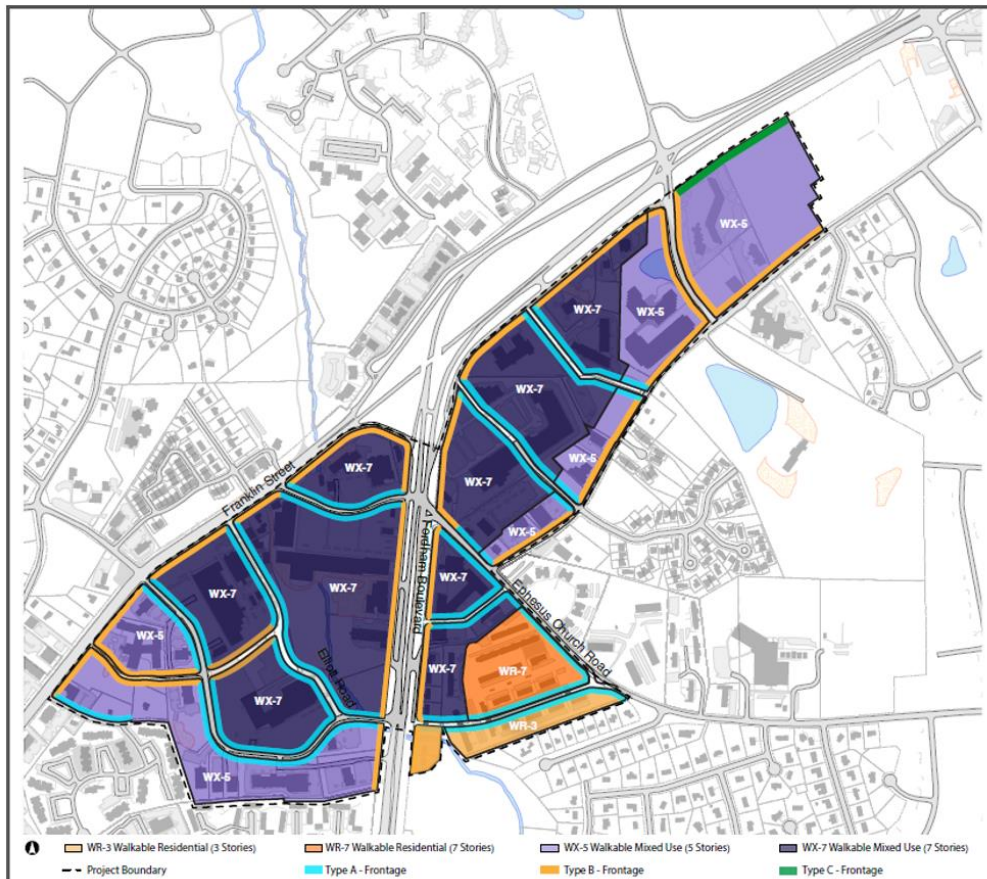 WX-5
WX-7
WX-5
WX-7
WX-5
WX-7
WX-7
WX-5
Franklin Street
Fordham Boulevard
WX-7
WX-7
WX-7
Ephesus Church Road
WX-5
Elliot Road
WX-7
WX-7
WR-7
WR-3
WX-5
WR-3 Walkable Residential (3 Stories)
WR-7 Walkable Residential (7 Stories)
WX-5 Walkable Mixed Use (5 Stories)
WX-7 Walkable Mixed Use (7 Stories)
Project Boundary
Type A - Frontage
Type B - Frontage
Type C - Frontage